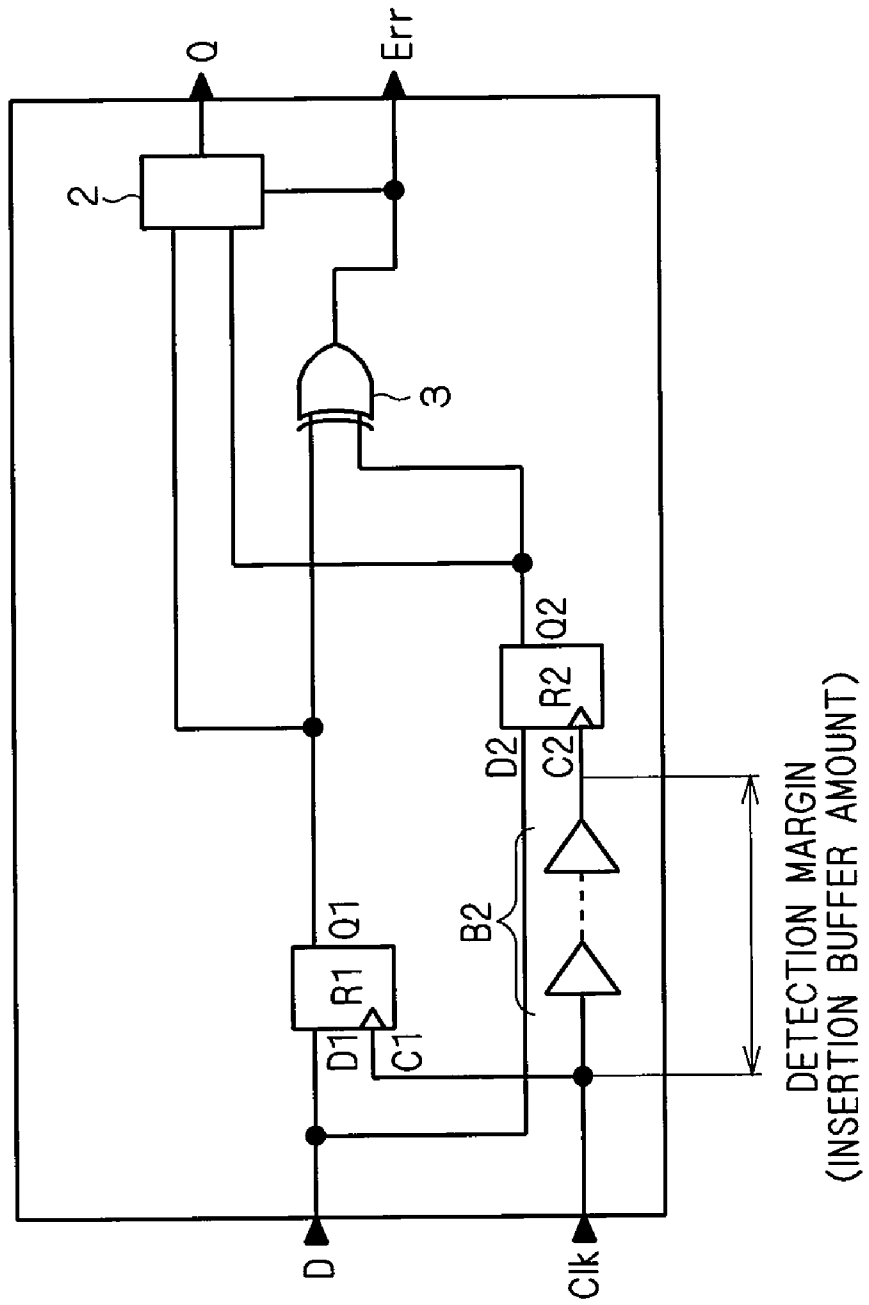 D
Clk
D1
C1
R1
Q1
B2
D2
C2
R2
Q2
3
2
Q
Err
DETECTION MARGIN
(INSERTION BUFFER AMOUNT)